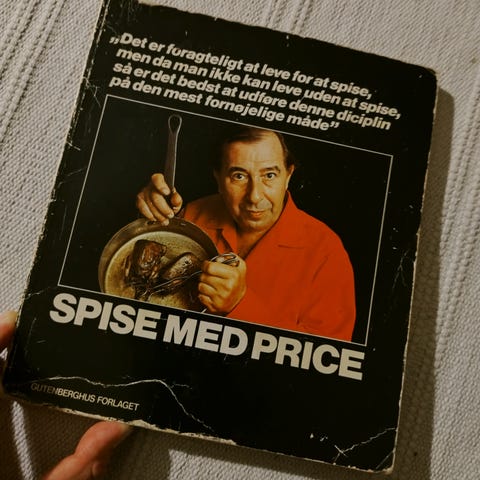 „Det er foragteligt at leve for at spise,
men da man ikke kan leve uden at spise,
så er det bedst at udføre denne diciplin
på den mest fornøjelige måde”
SPISE MED PRICE
GUTENBERGHUS FORLAGET